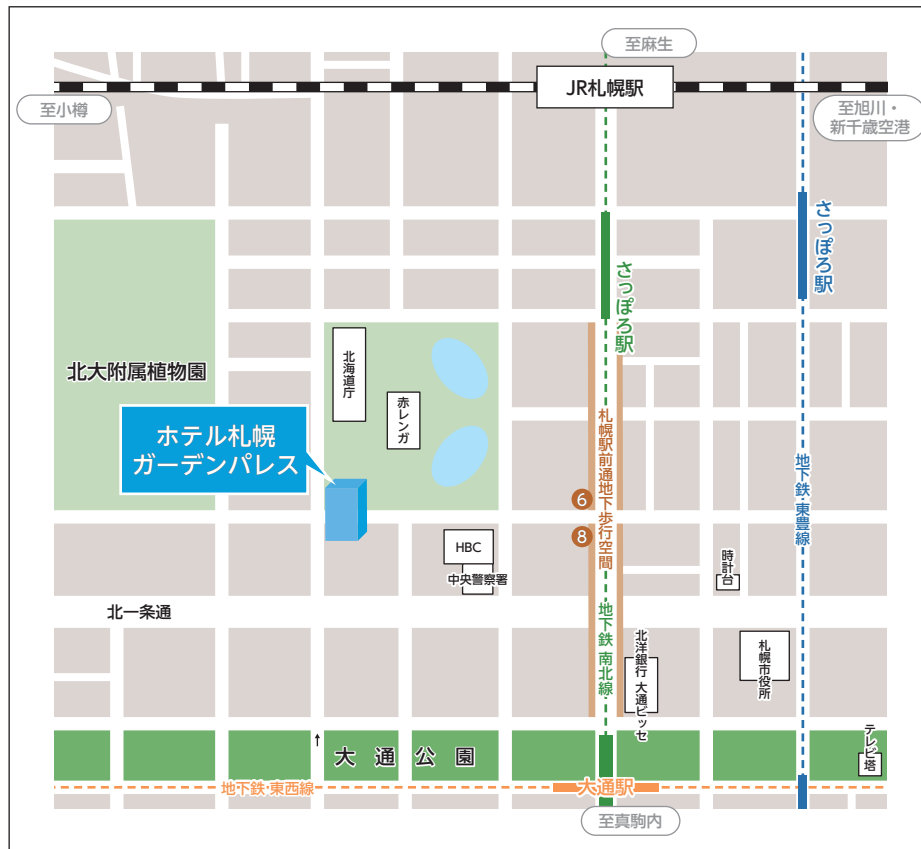 至麻生
JR札幌駅
至小樽
至旭川・
新千歳空港
さっぽろ駅
さっぽろ駅
北大附属植物園
北海道庁
赤レンガ
ホテル札幌
ガーデンパレス
札幌駅前通地下歩行空間
地下鉄 東豊線
6
8
HBC
中央警察署
時計台
北一条通
地下鉄 南北線
北洋銀行 大通ビッセ
札幌市役所
テレビ塔
↑
大通公園
地下鉄 東西線
大通駅
至真駒内